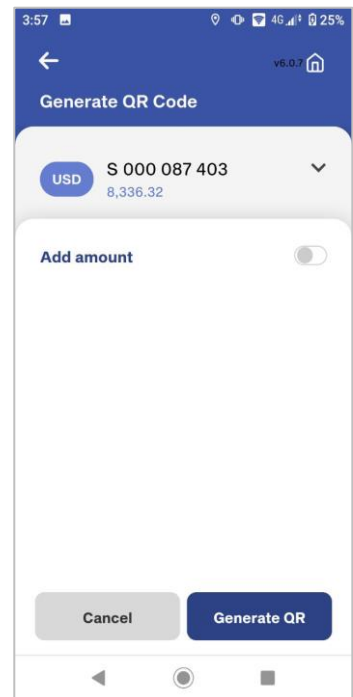 3:57 4G 25%
v6.0.7
Generate QR Code
USD S 000 087 403
8,336.32
Add amount
Cancel Generate QR